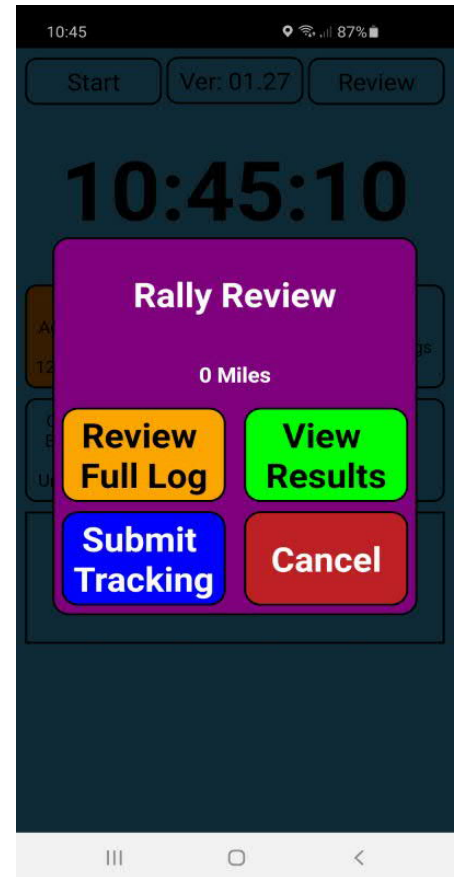 10:45
87%
Start
Ver: 01.27
Review
10:45:10
Rally Review
0 Miles
Review
Full Log
View
Results
Submit
Tracking
Cancel